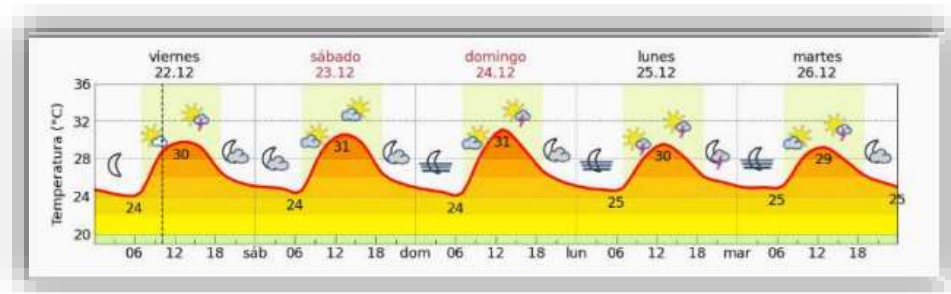 viernes sábado domingo lunes martes
22.12 23.12 24.12 25.12 26.12
Temperatura (°C)
36
32
28
24
20
30 31 31 30 29
24 24 24 25 25 25
06 12 18 sáb 06 12 18 dom 06 12 18 lun 06 12 18 mar 06 12 18